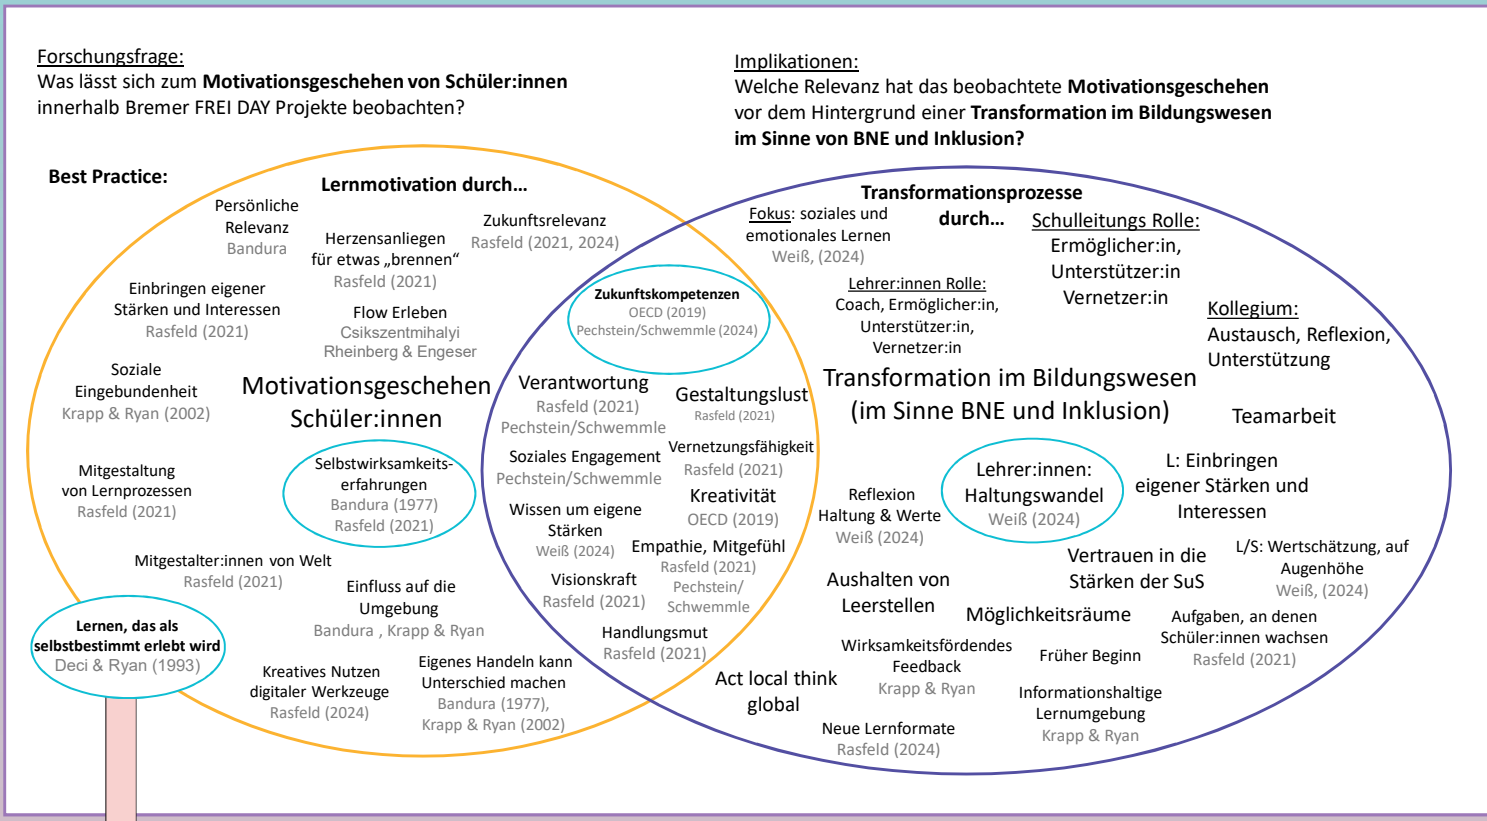 Forschungsfrage:
Was lässt sich zum Motivationsgeschehen von Schüler:innen
innerhalb Bremer FREI DAY Projekte beobachten?
Implikationen:
Welche Relevanz hat das beobachtete Motivationsgeschehen
vor dem Hintergrund einer Transformation im Bildungswesen
im Sinne von BNE und Inklusion?
Best Practice:
Lernmotivation durch...
Persönliche
Relevanz
Bandura
Herzensanliegen
für etwas „brennen“
Rasfeld (2021)
Zukunftsrelevanz
Rasfeld (2021, 2024)
Einbringen eigener
Stärken und Interessen
Rasfeld (2021)
Flow Erleben
Csikszentmihalyi
Rheinberg & Engeser
Soziale
Eingebundenheit
Krapp & Ryan (2002)
Motivationsgeschehen
Schüler:innen
Selbstwirksamkeits-
erfahrungen
Bandura (1977)
Rasfeld (2021)
Mitgestaltung
von Lernprozessen
Rasfeld (2021)
Mitgestalter:innen von Welt
Rasfeld (2021)
Einfluss auf die
Umgebung
Bandura , Krapp & Ryan
Lernen, das als
selbstbestimmt erlebt wird
Deci & Ryan (1993)
Kreatives Nutzen
digitaler Werkzeuge
Rasfeld (2024)
Eigenes Handeln kann
Unterschied machen
Bandura (1977),
Krapp & Ryan (2002)
Zukunftskompetenzen
OECD (2019)
Pechstein/Schwemmle (2024)
Verantwortung
Rasfeld (2021)
Pechstein/Schwemmle
Gestaltungslust
Rasfeld (2021)
Soziales Engagement
Pechstein/Schwemmle
Vernetzungsfähigkeit
Rasfeld (2021)
Wissen um eigene
Stärken
Weiß (2024)
Kreativität
OECD (2019)
Empathie, Mitgefühl
Rasfeld (2021)
Pechstein/
Schwemmle
Visionskraft
Rasfeld (2021)
Handlungsmut
Rasfeld (2021)
Transformationsprozesse
durch...
Fokus: soziales und
emotionales Lernen
Weiß, (2024)
Schulleitungs Rolle:
Ermöglicher:in,
Unterstützer:in
Vernetzer:in
Lehrer:innen Rolle:
Coach, Ermöglicher:in,
Unterstützer:in,
Vernetzer:in
Kollegium:
Austausch, Reflexion,
Unterstützung
Transformation im Bildungswesen
(im Sinne BNE und Inklusion)
Teamarbeit
Lehrer:innen:
Haltungswandel
Weiß (2024)
L: Einbringen
eigener Stärken und
Interessen
Reflexion
Haltung & Werte
Weiß (2024)
Vertrauen in die
Stärken der SuS
L/S: Wertschätzung, auf
Augenhöhe
Weiß, (2024)
Aushalten von
Leerstellen
Möglichkeitsräume
Aufgaben, an denen
Schüler:innen wachsen
Rasfeld (2021)
Wirksamkeitsförderndes
Feedback
Krapp & Ryan
Früher Beginn
Act local think
global
Informationshaltige
Lernumgebung
Krapp & Ryan
Neue Lernformate
Rasfeld (2024)